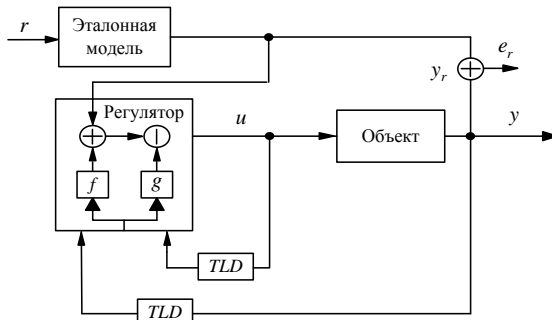 r
Эталонная
модель
e_r
y_r
Регулятор
u
Объект
y
f
g
TLD
TLD